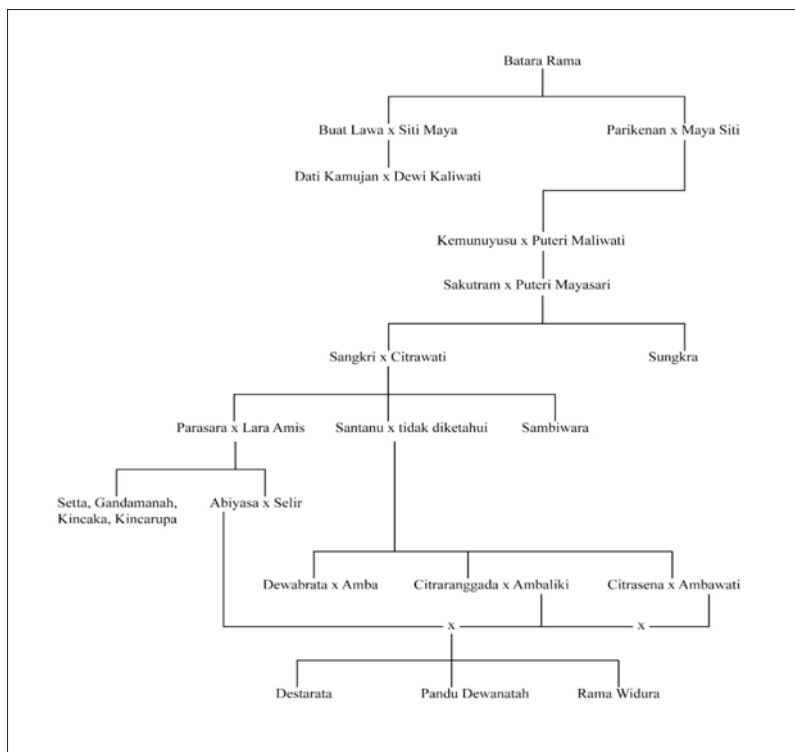 Batara Rama
Buat Lawa x Siti Maya
Parikenan x Maya Siti
Dati Kamujan x Dewi Kaliwati
Kemunuyusu x Puteri Maliwati
Sakutram x Puteri Mayasari
Sangkri x Citrawati
Sungkra
Parasara x Lara Amis
Santanu x tidak diketahui
Sambiwara
Setta, Gandamanah,
Kincaka, Kincarupa
Abiyasa x Selir
Dewabrata x Amba
Citraranggada x Ambaliki
Citrasena x Ambawati
x
x
Destarata
Pandu Dewanatah
Rama Widura